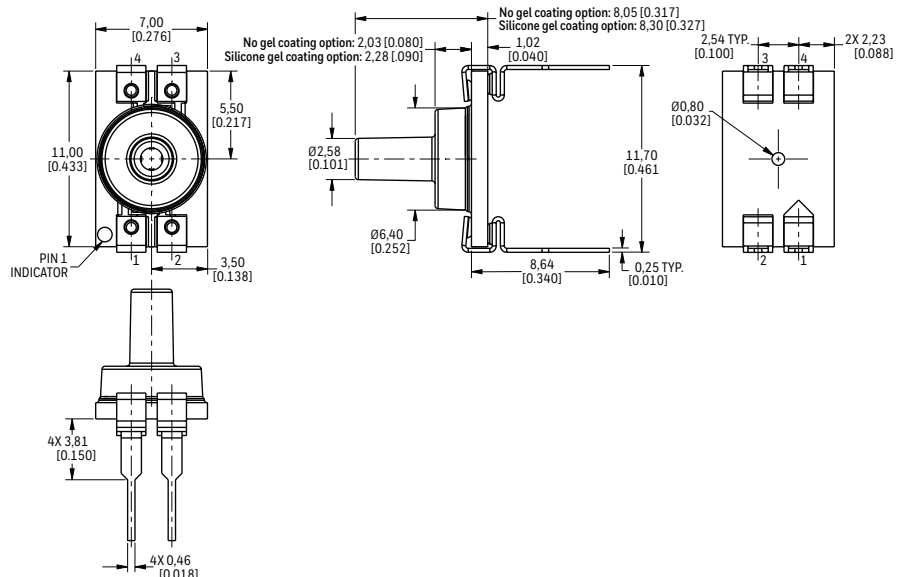 7,00
[0.276]
4 3
5,50
[0.217]
11,00
[0.433]
PIN 1
INDICATOR
1 2
3,50
[0.138]
No gel coating option: 8,05 [0.317]
Silicone gel coating option: 8,30 [0.327]
No gel coating option: 2,03 [0.080]
Silicone gel coating option: 2,28 [.090]
1,02
[0.040]
Ø2,58
[0.101]
Ø6,40
[0.252]
11,70
[0.461
8,64
[0.340]
0,25 TYP.
[0.010]
2,54 TYP.
[0.100]
2X 2,23
[0.088]
3 4
Ø0,80
[0.032]
2 1
4X 3,81
[0.150]
4X 0,46
[0.018]